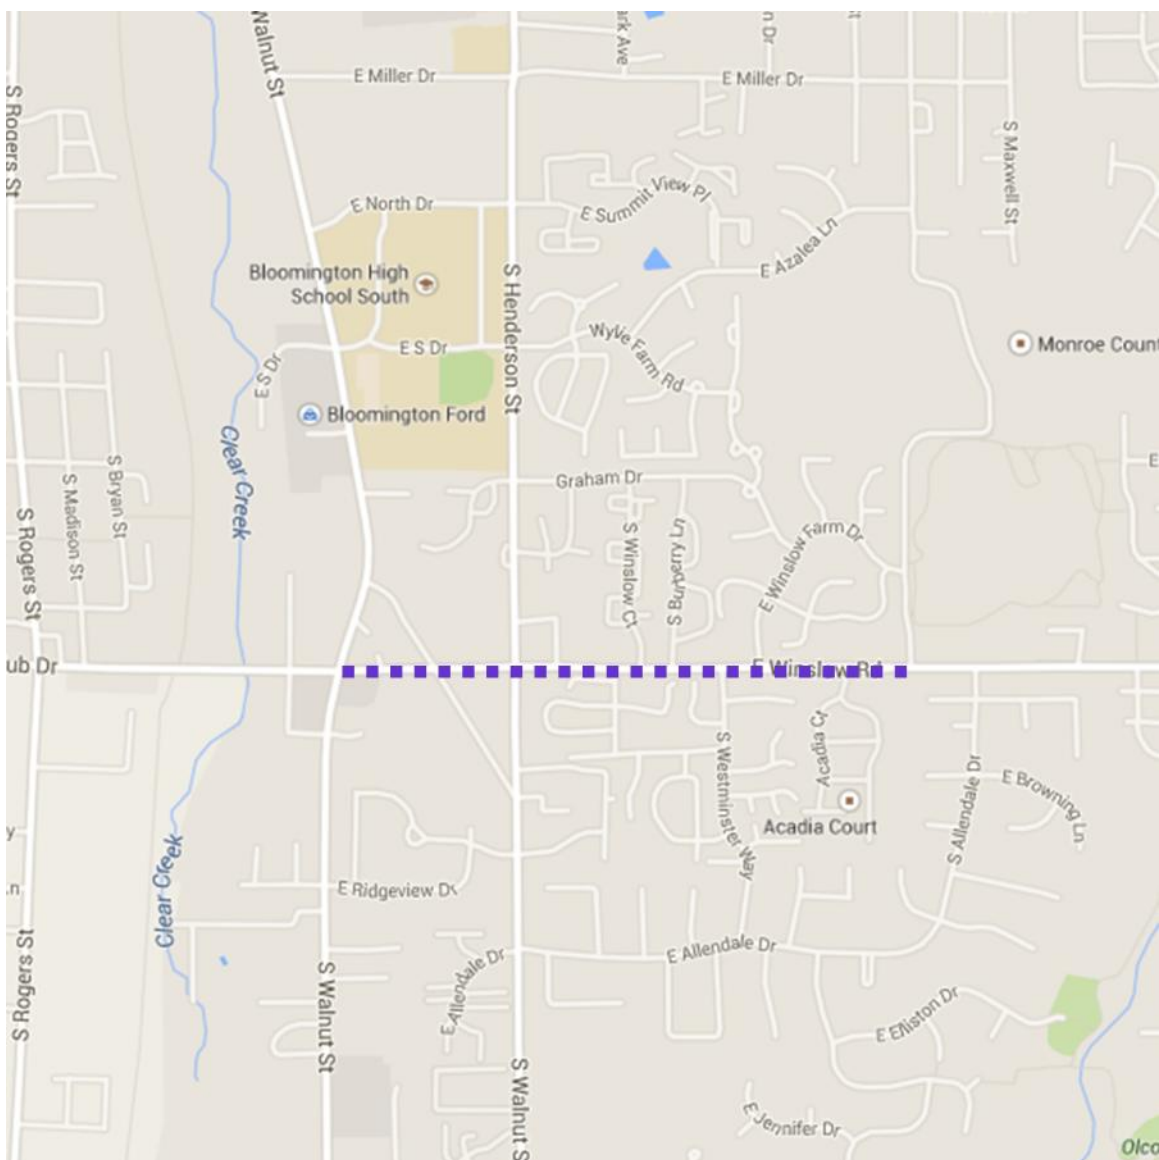 Walnut St
ark Ave
n Dr
St
E Miller Dr
E Miller Dr
S Rogers St
S Maxwell St
E North Dr
E Summit View Pl
E Azalea Ln
Bloomington High
School South
S Henderson St
E S Dr
E S Dr
Wylie Farm Rd
Monroe Count
Bloomington Ford
Clear Creek
S Bryan St
S Madison St
Graham Dr
E
S Rogers St
S Winslow Ct
S Burberry Ln
E Winslow Farm Dr
ub Dr
E Winslow Rd
S Westminster Way
Acadia Ct
S Allendale Dr
E Browning Ln
Acadia Court
y
Clear Creek
.n
E Ridgeview Dr
S Rogers St
E Allendale Dr
E Allendale Dr
S Walnut St
E Elliston Dr
S Walnut S
E Jennifer Dr
Olco